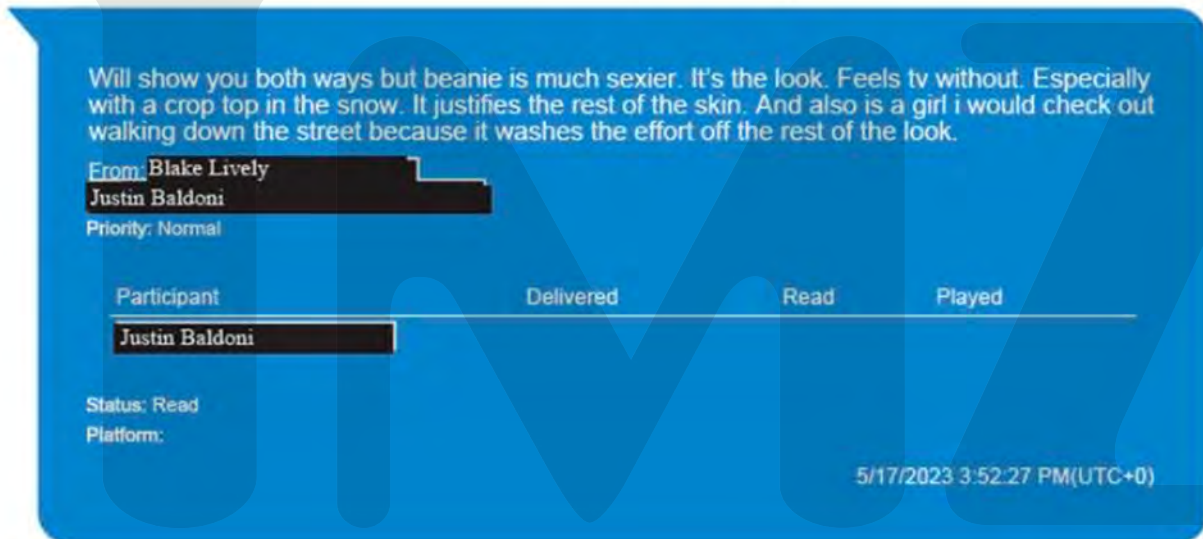 Will show you both ways but beanie is much sexier. It's the look. Feels tv without. Especially
with a crop top in the snow. It justifies the rest of the skin. And also is a girl i would check out
walking down the street because it washes the effort off the rest of the look.
From: Blake Lively
Justin Baldoni
Priority: Normal
Participant Delivered Read Played
Justin Baldoni
Status: Read
Platform:
5/17/2023 3:52:27 PM(UTC+0)
TMZ